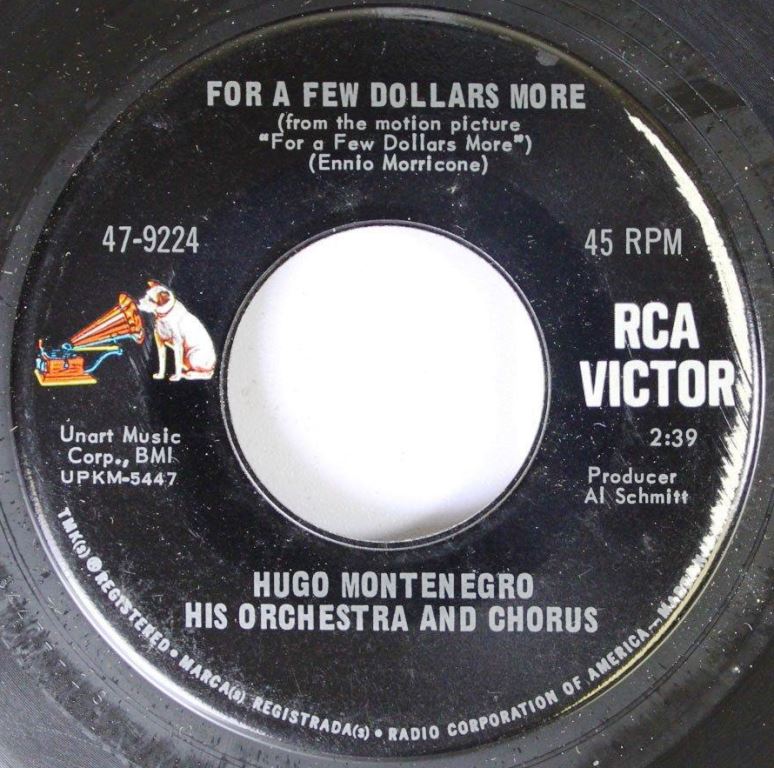 FOR A FEW DOLLARS MORE
(from the motion picture
"For a Few Dollars More")
(Ennio Morricone)
47-9224
45 RPM
RCA
VICTOR
2:39
Unart Music
Corp., BMI
UPKM-5447
Producer
Al Schmitt
HUGO MONTENEGRO
HIS ORCHESTRA AND CHORUS
TMK(s) ® REGISTERED • MARCA(s) REGISTRADA(s) • RADIO CORPORATION OF AMERICA—